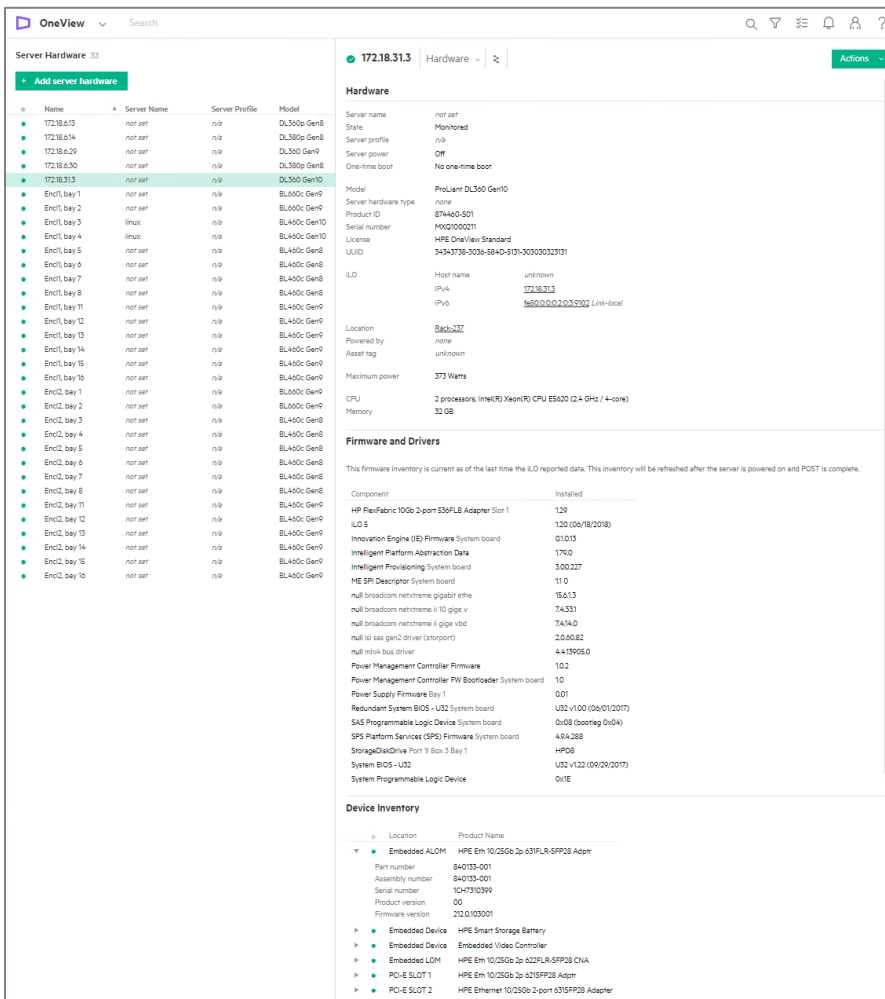 OneView Search
Server Hardware 33
+ Add server hardware
Name Server Name Server Profile Model
172.18.6.13 not set n/a DL360p Gen8
172.18.6.14 not set n/a DL380p Gen8
172.18.6.29 not set n/a DL360 Gen9
172.18.6.30 not set n/a DL380p Gen8
172.18.31.3 not set n/a DL360 Gen10
Encl1, bay 1 not set n/a BL660c Gen9
Encl1, bay 2 not set n/a BL660c Gen9
Encl1, bay 3 linux n/a BL460c Gen10
Encl1, bay 4 linux n/a BL460c Gen10
Encl1, bay 5 not set n/a BL460c Gen8
Encl1, bay 6 not set n/a BL460c Gen8
Encl1, bay 7 not set n/a BL460c Gen8
Encl1, bay 8 not set n/a BL460c Gen8
Encl1, bay 11 not set n/a BL460c Gen9
Encl1, bay 12 not set n/a BL460c Gen9
Encl1, bay 13 not set n/a BL460c Gen9
Encl1, bay 14 not set n/a BL460c Gen9
Encl1, bay 15 not set n/a BL460c Gen9
Encl1, bay 16 not set n/a BL460c Gen9
Encl2, bay 1 not set n/a BL660c Gen9
Encl2, bay 2 not set n/a BL660c Gen9
Encl2, bay 3 not set n/a BL460c Gen8
Encl2, bay 4 not set n/a BL460c Gen8
Encl2, bay 5 not set n/a BL460c Gen8
Encl2, bay 6 not set n/a BL460c Gen8
Encl2, bay 7 not set n/a BL460c Gen8
Encl2, bay 8 not set n/a BL460c Gen8
Encl2, bay 11 not set n/a BL460c Gen9
Encl2, bay 12 not set n/a BL460c Gen9
Encl2, bay 13 not set n/a BL460c Gen9
Encl2, bay 14 not set n/a BL460c Gen9
Encl2, bay 15 not set n/a BL460c Gen9
Encl2, bay 16 not set n/a BL460c Gen9
172.18.31.3 Hardware Actions
Hardware
Server name not set
State Monitored
Server profile n/a
Server power Off
One-time boot No one-time boot
Model ProLiant DL360 Gen10
Server hardware type none
Product ID 874460-S01
Serial number MXQ1000211
License HPE OneView Standard
UUID 34343738-3036-584D-5131-303030323131
iLO Host name unknown
IPv4 172.18.31.3
IPv6 fe80:0:0:0:2:0:3:9102 Link-local
Location Rack-237
Powered by none
Asset tag unknown
Maximum power 373 Watts
CPU 2 processors, Intel(R) Xeon(R) CPU E5620 (2.4 GHz / 4-core)
Memory 32 GB
Firmware and Drivers
This firmware inventory is current as of the last time the iLO reported data. This inventory will be refreshed after the server is powered on and POST is complete.
Component Installed
HP FlexFabric 10Gb 2-port 536FLB Adapter Slot 1 1.29
iLO 5 1.20 (06/18/2018)
Innovation Engine (IE) Firmware System board 0.1.0.13
Intelligent Platform Abstraction Data 1.79.0
Intelligent Provisioning System board 3.00.227
ME SPI Descriptor System board 1.1 0
null broadcom netxtreme gigabit ethe 15.6.1.3
null broadcom netxtreme ii 10 gige v 7.4.33.1
null broadcom netxtreme ii gige vbd 7.4.14.0
null lsi sas gen2 driver (storport) 2.0.60.82
null mlx4 bus driver 4.4.13905.0
Power Management Controller Firmware 1.0.2
Power Management Controller FW Bootloader System board 1.0
Power Supply Firmware Bay 1 0.01
Redundant System BIOS - U32 System board U32 v1.00 (06/01/2017)
SAS Programmable Logic Device System board 0x08 (bootleg 0x04)
SPS Platform Services (SPS) Firmware System board 4.9.4.288
StorageDiskDrive Port 1I Box 3 Bay 1 HPD8
System BIOS - U32 U32 v1.22 (09/29/2017)
System Programmable Logic Device 0x1E
Device Inventory
Location Product Name
Embedded ALOM HPE Eth 10/25Gb 2p 631FLR-SFP28 Adptr
Part number 840133-001
Assembly number 840133-001
Serial number 1CH7310399
Product version 00
Firmware version 212.0.103001
Embedded Device HPE Smart Storage Battery
Embedded Device Embedded Video Controller
Embedded LOM HPE Eth 10/25Gb 2p 622FLR-SFP28 CNA
PCI-E SLOT 1 HPE Eth 10/25Gb 2p 621SFP28 Adptr
PCI-E SLOT 2 HPE Ethernet 10/25Gb 2-port 631SFP28 Adapter